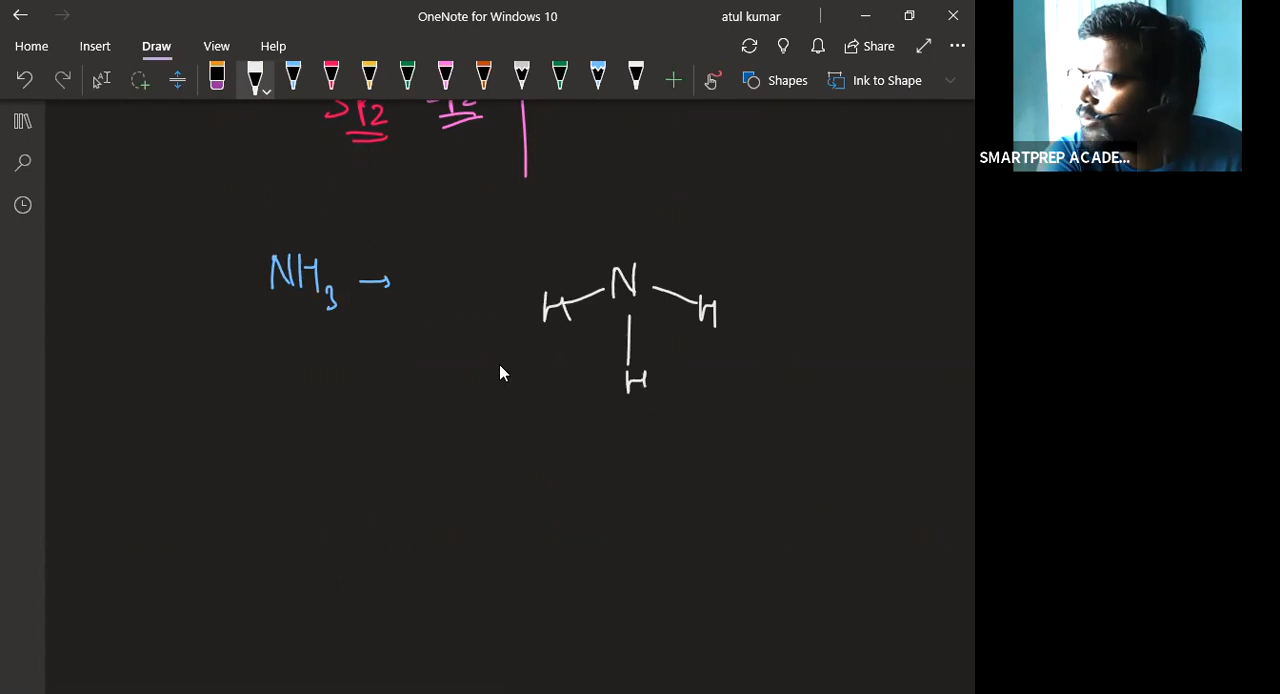 OneNote for Windows 10
atul kumar
Home Insert Draw View Help
Share
Shapes
Ink to Shape
SMARTPREP ACADE...
NH3 →
N
H H
H